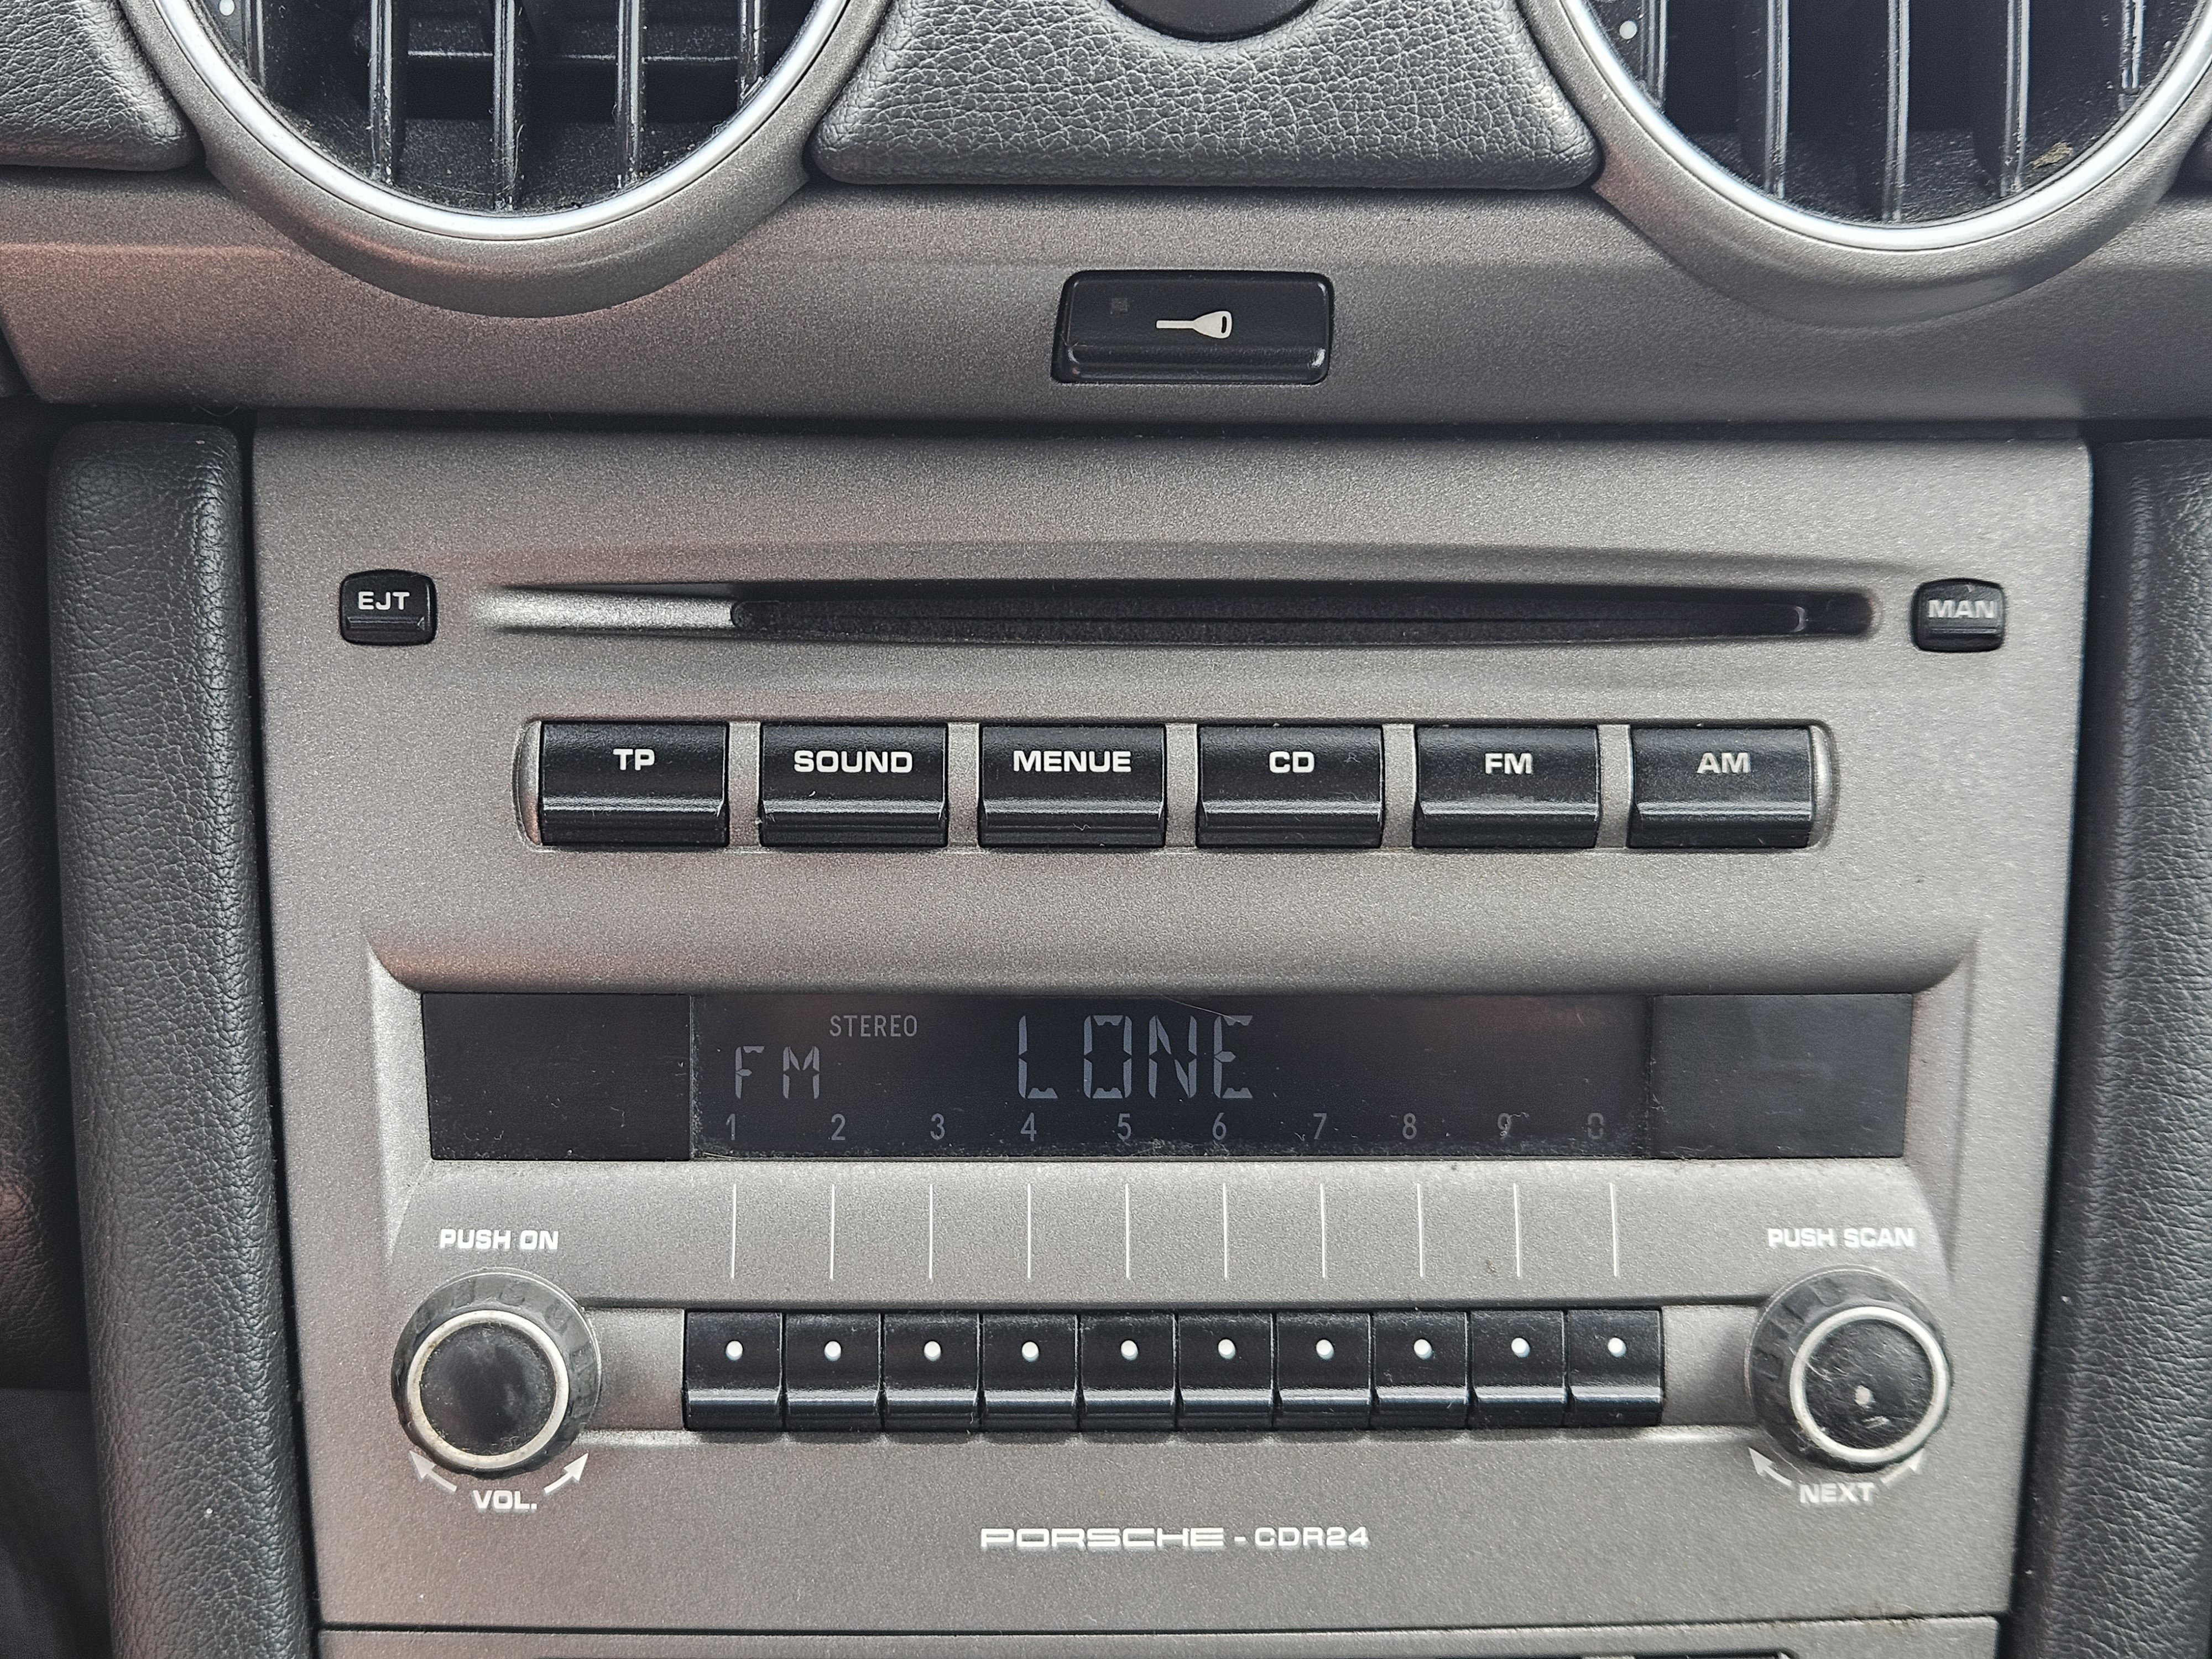 EJT
MAN
TP SOUND MENUE CD FM AM
STEREO
FM LONE
1 2 3 4 5 6 7 8 9 0
PUSH ON
PUSH SCAN
VOL.
NEXT
PORSCHE - CDR24